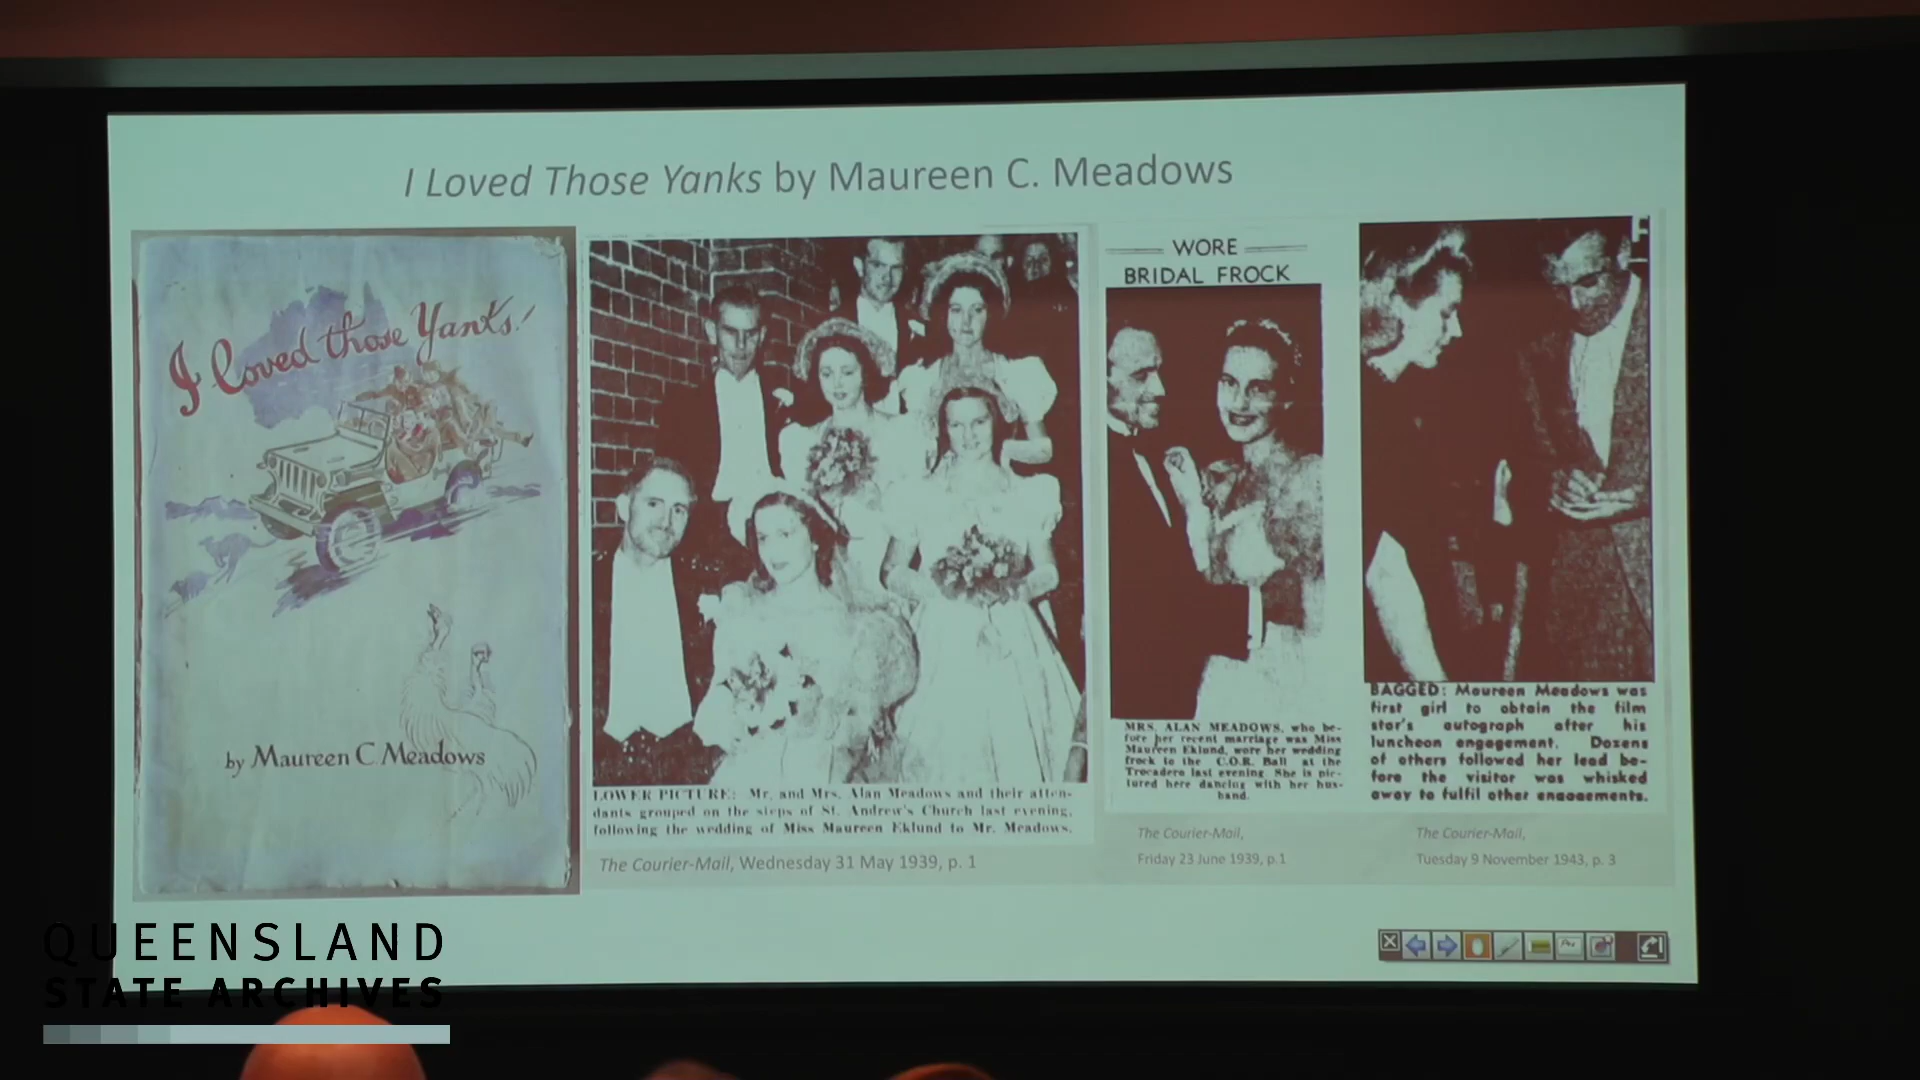 I Loved Those Yanks by Maureen C. Meadows
I loved those Yanks!
by Maureen C. Meadows
LOWER PICTURE: Mr. and Mrs. Alan Meadows and their atten-
dants grouped on the steps of St. Andrew's Church last evening,
following the wedding of Miss Maureen Eklund to Mr. Meadows.
The Courier-Mail, Wednesday 31 May 1939, p. 1
WORE
BRIDAL FROCK
MRS. ALAN MEADOWS, who be-
fore her recent marriage was Miss
Maureen Eklund, wore her wedding
frock to the C.O.R. Ball at the
Trocadero last evening. She is pic-
tured here dancing with her hus-
band.
The Courier-Mail,
Friday 23 June 1939, p.1
BAGGED: Maureen Meadows was
first girl to obtain the film
star's autograph after his
luncheon engagement. Dozens
of others followed her lead be-
fore the visitor was whisked
away to fulfil other engagements.
The Courier-Mail,
Tuesday 9 November 1943, p. 3
QUEENSLAND
STATE ARCHIVES